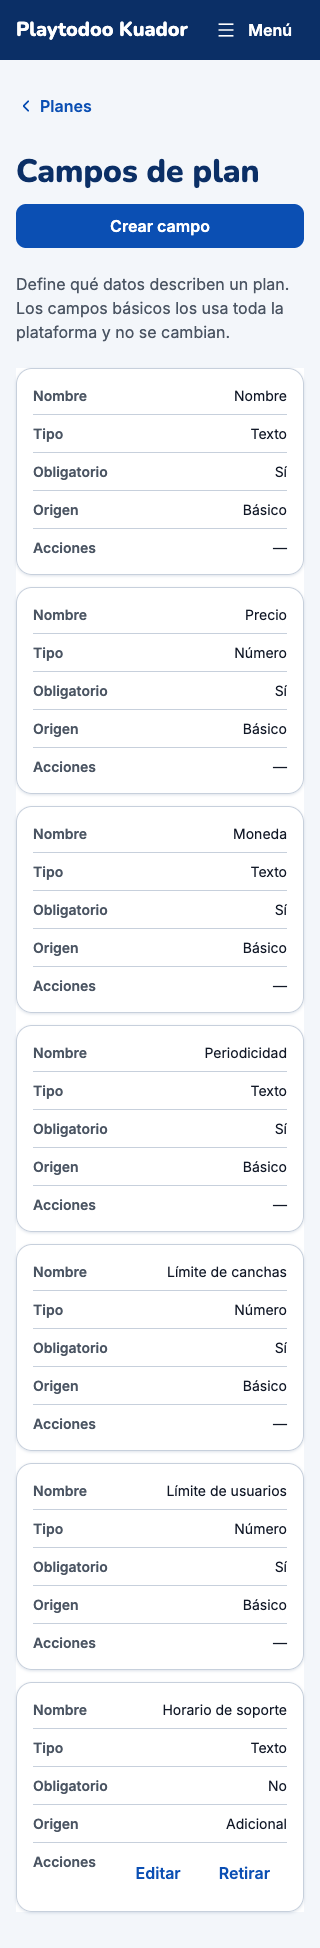 Playtodoo Kuador
Menú
Planes
Campos de plan
Crear campo
Define qué datos describen un plan.
Los campos básicos los usa toda la
plataforma y no se cambian.
Nombre Nombre
Tipo Texto
Obligatorio Sí
Origen Básico
Acciones —
Nombre Precio
Tipo Número
Obligatorio Sí
Origen Básico
Acciones —
Nombre Moneda
Tipo Texto
Obligatorio Sí
Origen Básico
Acciones —
Nombre Periodicidad
Tipo Texto
Obligatorio Sí
Origen Básico
Acciones —
Nombre Límite de canchas
Tipo Número
Obligatorio Sí
Origen Básico
Acciones —
Nombre Límite de usuarios
Tipo Número
Obligatorio Sí
Origen Básico
Acciones —
Nombre Horario de soporte
Tipo Texto
Obligatorio No
Origen Adicional
Acciones Editar Retirar